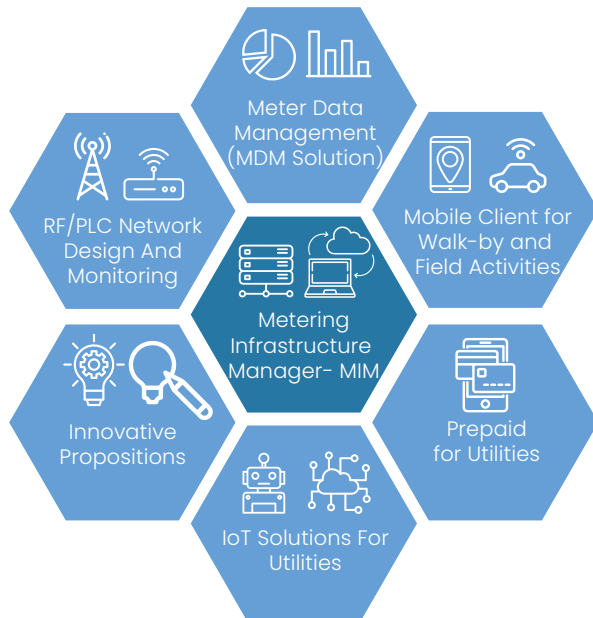 Meter Data
Management
(MDM Solution)
RF/PLC Network
Design And
Monitoring
Mobile Client for
Walk-by and
Field Activities
Metering
Infrastructure
Manager- MIM
Innovative
Propositions
Prepaid
for Utilities
IoT Solutions For
Utilities